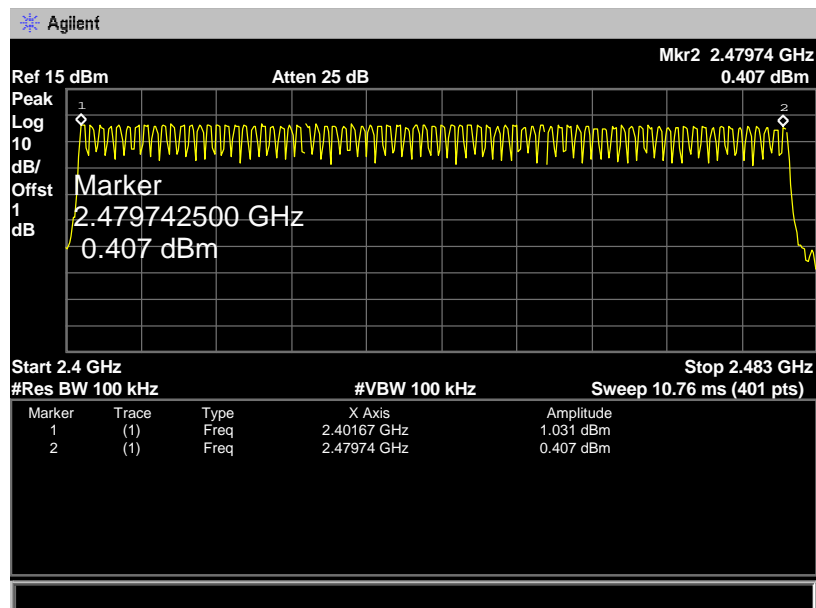 Agilent
Mkr2 2.47974 GHz
Ref 15 dBm Atten 25 dB 0.407 dBm
Peak
Log
10
dB/
Offst
1
dB
1
2
Marker
2.479742500 GHz
0.407 dBm
Start 2.4 GHz Stop 2.483 GHz
#Res BW 100 kHz #VBW 100 kHz Sweep 10.76 ms (401 pts)
Marker Trace Type X Axis Amplitude
1 (1) Freq 2.40167 GHz 1.031 dBm
2 (1) Freq 2.47974 GHz 0.407 dBm